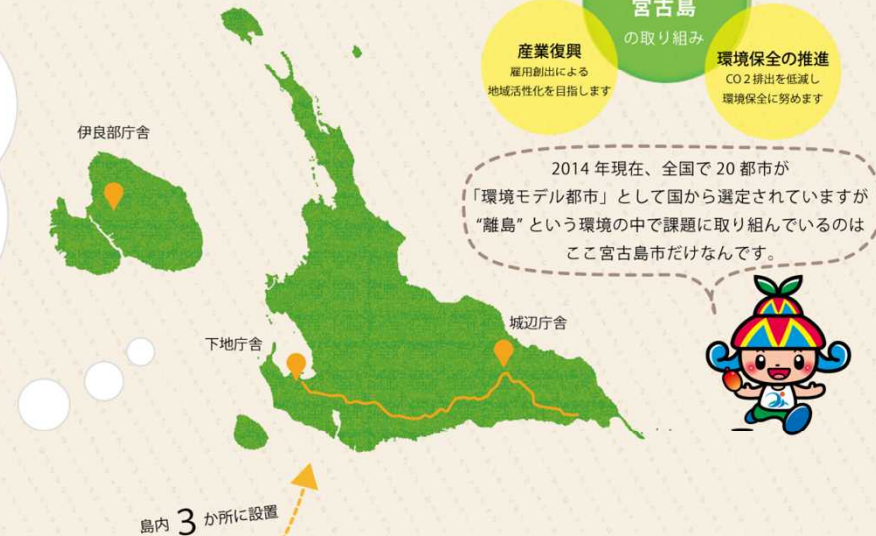 宮古島
の取り組み
産業復興
雇用創出による
地域活性化を目指します
環境保全の推進
CO２排出を低減し
環境保全に努めます
伊良部庁舎
2014 年現在、全国で 20 都市が
「環境モデル都市」として国から選定されていますが
“離島” という環境の中で課題に取り組んでいるのは
ここ宮古島市だけなんです。
城辺庁舎
下地庁舎
島内 3 か所に設置